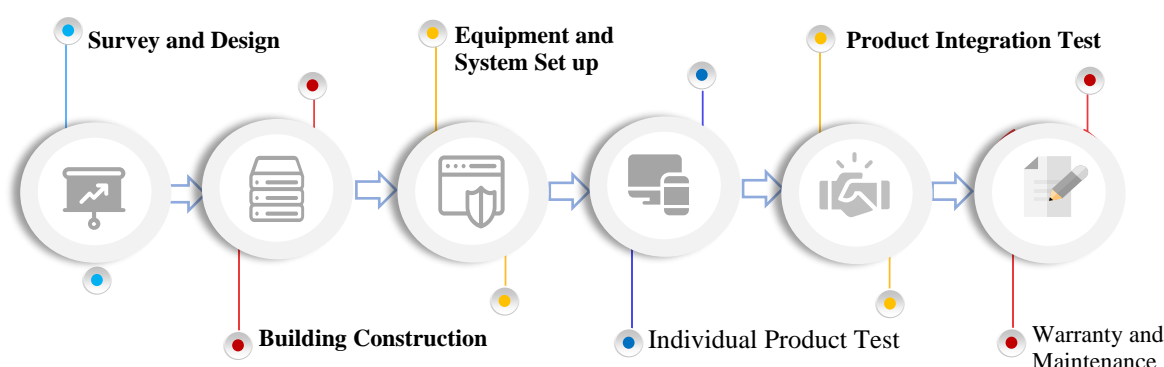 Survey and Design
Building Construction
Equipment and
System Set up
Individual Product Test
Product Integration Test
Warranty and
Maintenance